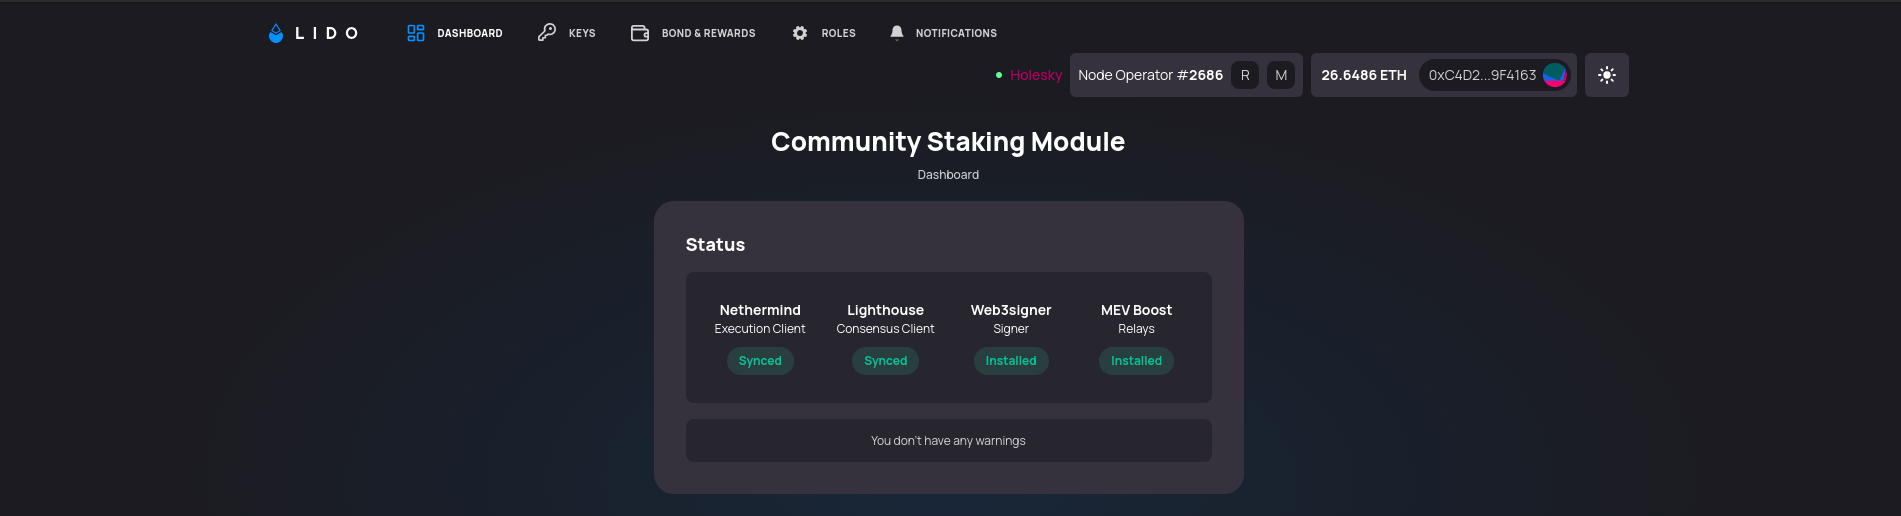 LIDO DASHBOARD KEYS BOND & REWARDS ROLES NOTIFICATIONS
Holesky Node Operator #2686 R M 26.6486 ETH 0xC4D2...9F4163
Community Staking Module
Dashboard
Status
Nethermind Lighthouse Web3signer MEV Boost
Execution Client Consensus Client Signer Relays
Synced Synced Installed Installed
You don't have any warnings